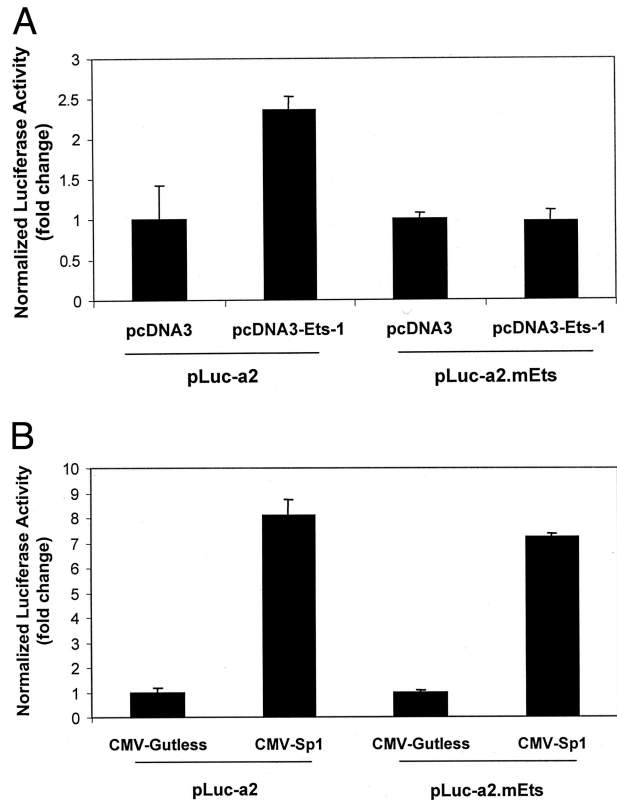 A
Normalized Luciferase Activity
(fold change)
3
2.5
2
1.5
1
0.5
0
pcDNA3 pcDNA3-Ets-1 pcDNA3 pcDNA3-Ets-1
pLuc-a2 pLuc-a2.mEts
B
Normalized Luciferase Activity
(fold change)
10
9
8
7
6
5
4
3
2
1
0
CMV-Gutless CMV-Sp1 CMV-Gutless CMV-Sp1
pLuc-a2 pLuc-a2.mEts